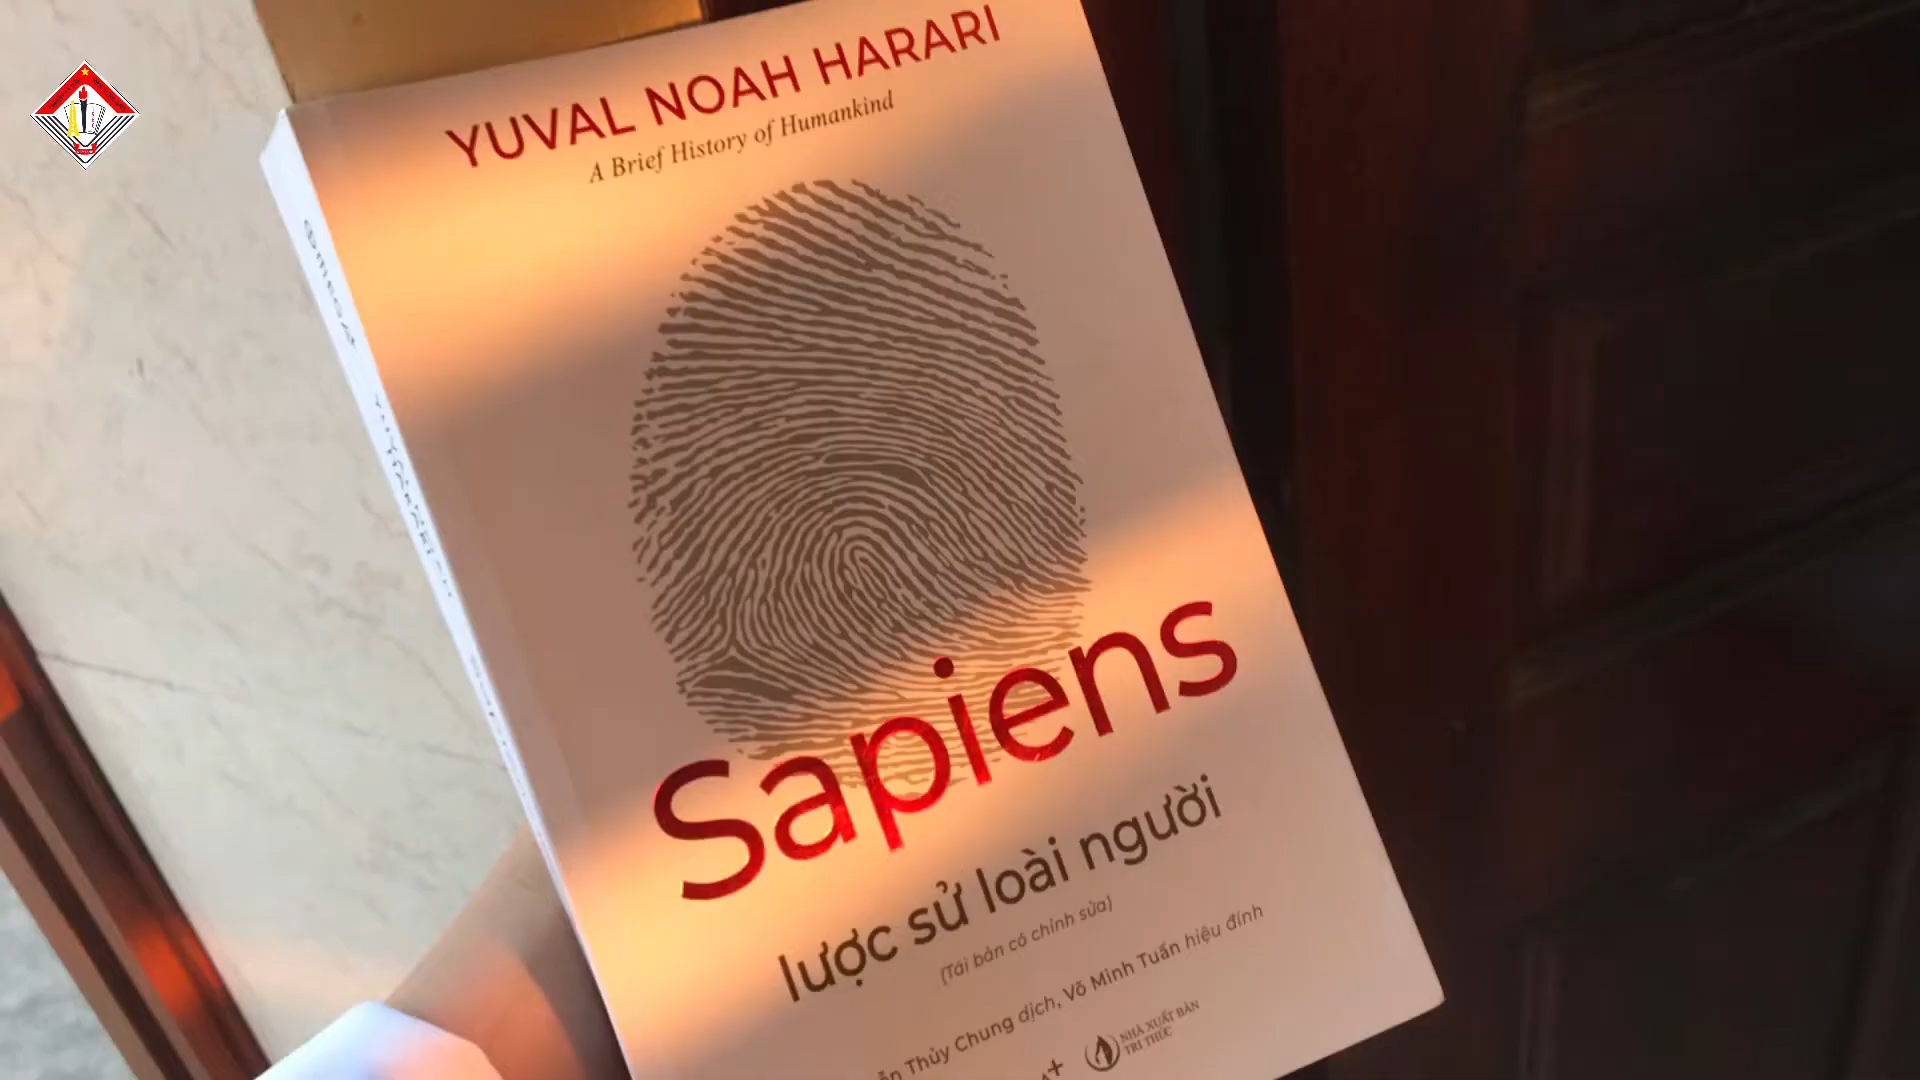 YUVAL NOAH HARARI
A Brief History of Humankind
Sapiens
lược sử loài người
(Tái bản có chỉnh sửa)
Thủy Chung dịch, Võ Minh Tuấn hiệu đính
NHÀ XUẤT BẢN
TRI THỨC